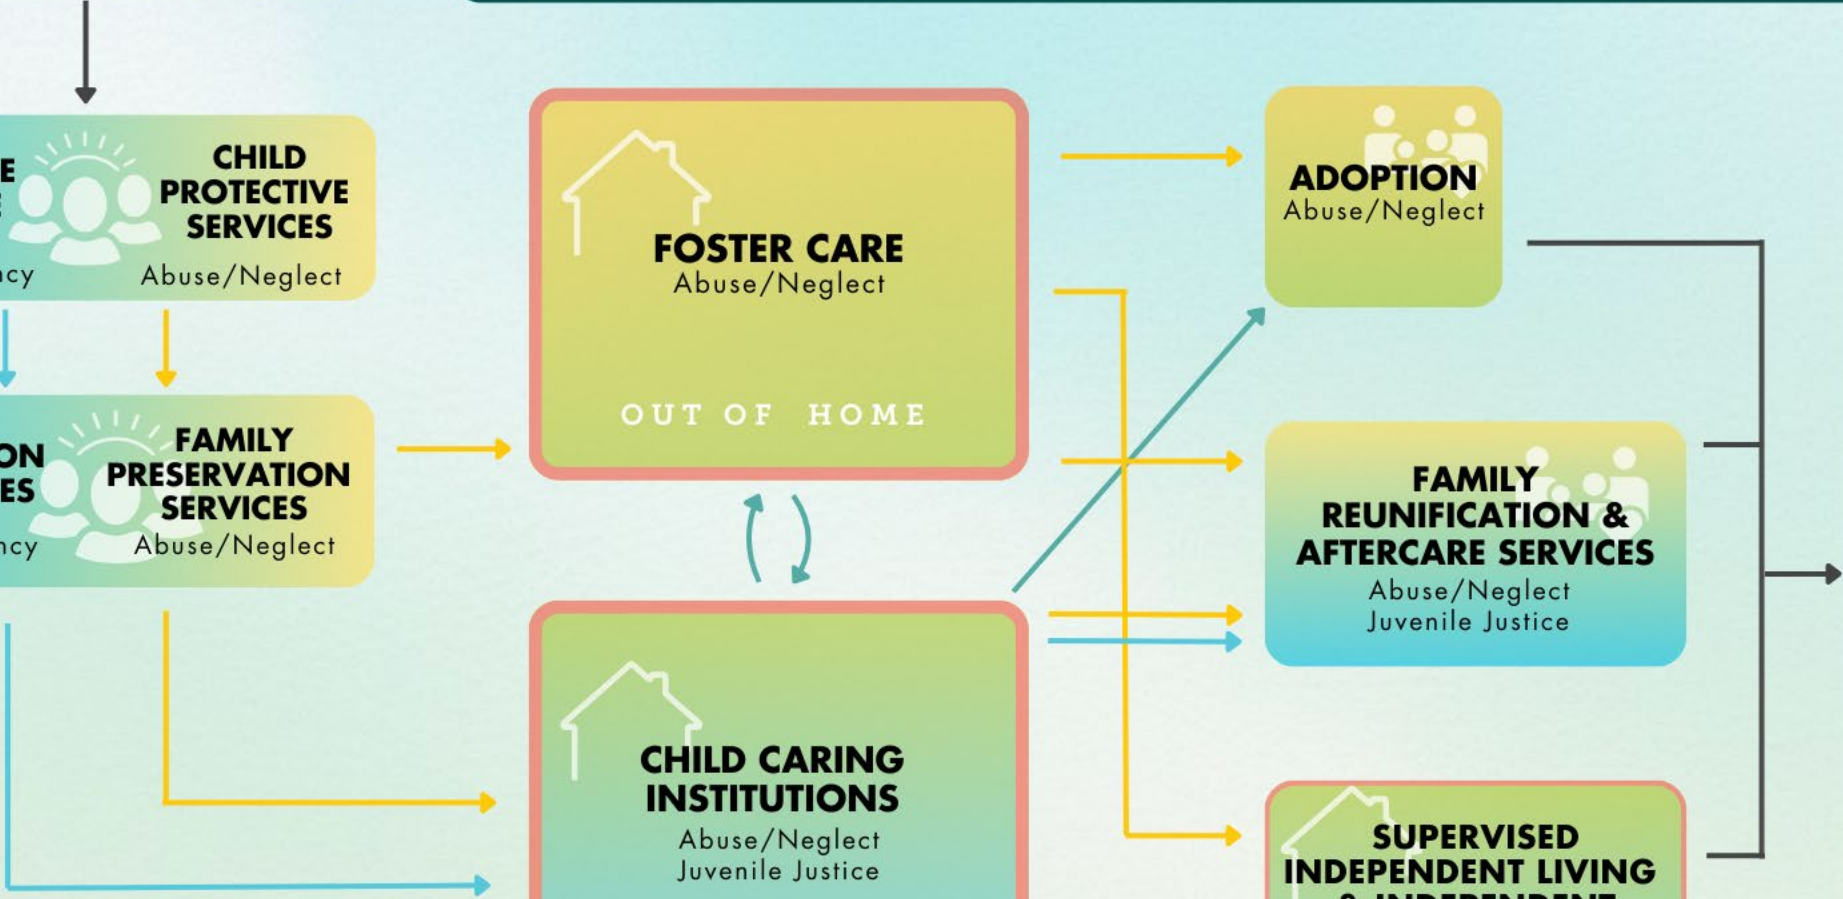 CHILD
PROTECTIVE
SERVICES
Abuse/Neglect
FAMILY
PRESERVATION
SERVICES
Abuse/Neglect
FOSTER CARE
Abuse/Neglect
OUT OF HOME
CHILD CARING
INSTITUTIONS
Abuse/Neglect
Juvenile Justice
ADOPTION
Abuse/Neglect
FAMILY
REUNIFICATION &
AFTERCARE SERVICES
Abuse/Neglect
Juvenile Justice
SUPERVISED
INDEPENDENT LIVING
& INDEPENDENT